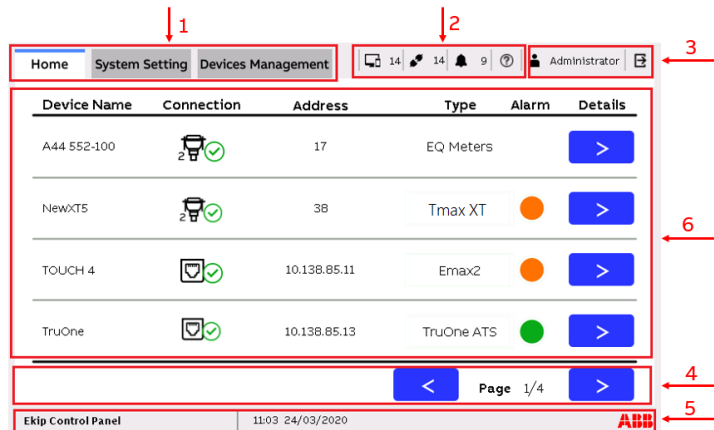 1
2
3
Home System Setting Devices Management 14 14 9 ? Administrator
Device Name Connection Address Type Alarm Details
A44 552-100 2 17 EQ Meters >
NewXT5 2 38 Tmax XT >
6
TOUCH 4 10.138.85.11 Emax2 >
TruOne 10.138.85.13 TruOne ATS >
4
< Page 1/4 >
5
Ekip Control Panel 11:03 24/03/2020 ABB